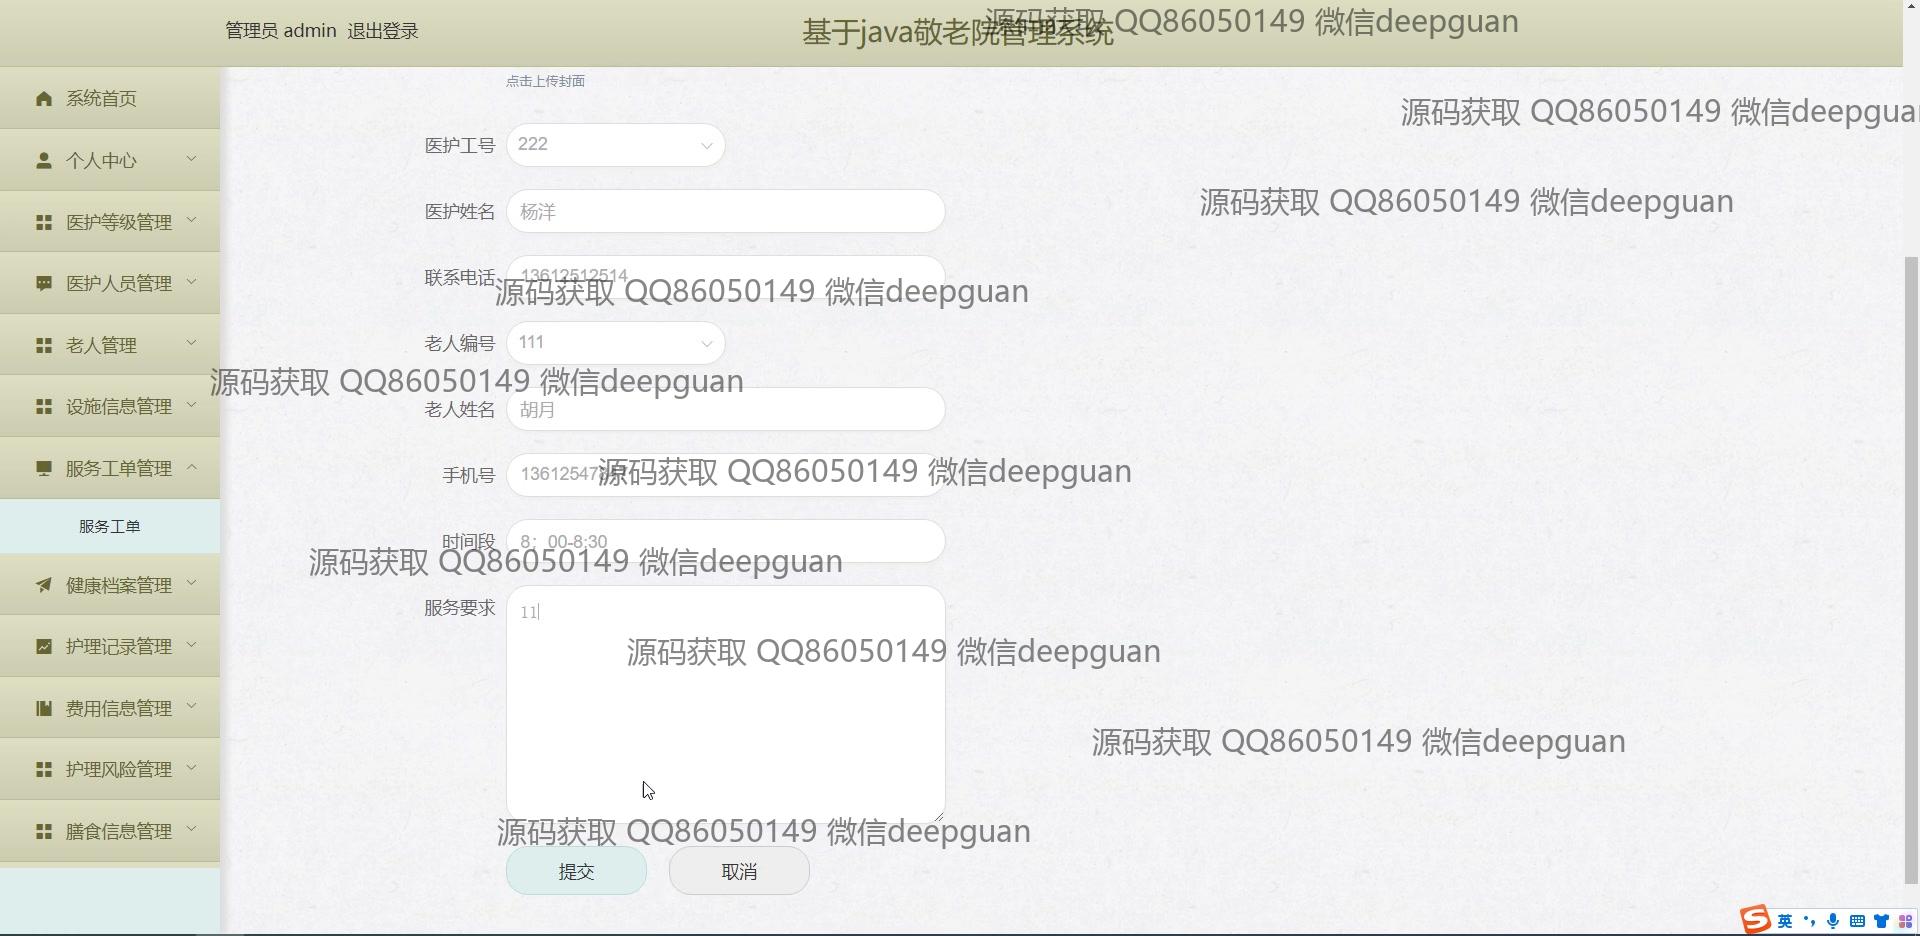 管理员 admin 退出登录
基于java敬老院管理系统
源码获取 QQ86050149 微信deepguan
点击上传封面
系统首页
源码获取 QQ86050149 微信deepguan
医护工号 222
个人中心
源码获取 QQ86050149 微信deepguan
医护姓名 杨洋
医护等级管理
联系电话 13612512514
医护人员管理
源码获取 QQ86050149 微信deepguan
老人编号 111
老人管理
源码获取 QQ86050149 微信deepguan
老人姓名 胡月
设施信息管理
手机号 13612547
服务工单管理
源码获取 QQ86050149 微信deepguan
服务工单
时间段 8：00-8:30
源码获取 QQ86050149 微信deepguan
健康档案管理
服务要求 11
护理记录管理
源码获取 QQ86050149 微信deepguan
费用信息管理
源码获取 QQ86050149 微信deepguan
护理风险管理
膳食信息管理
源码获取 QQ86050149 微信deepguan
提交 取消
英